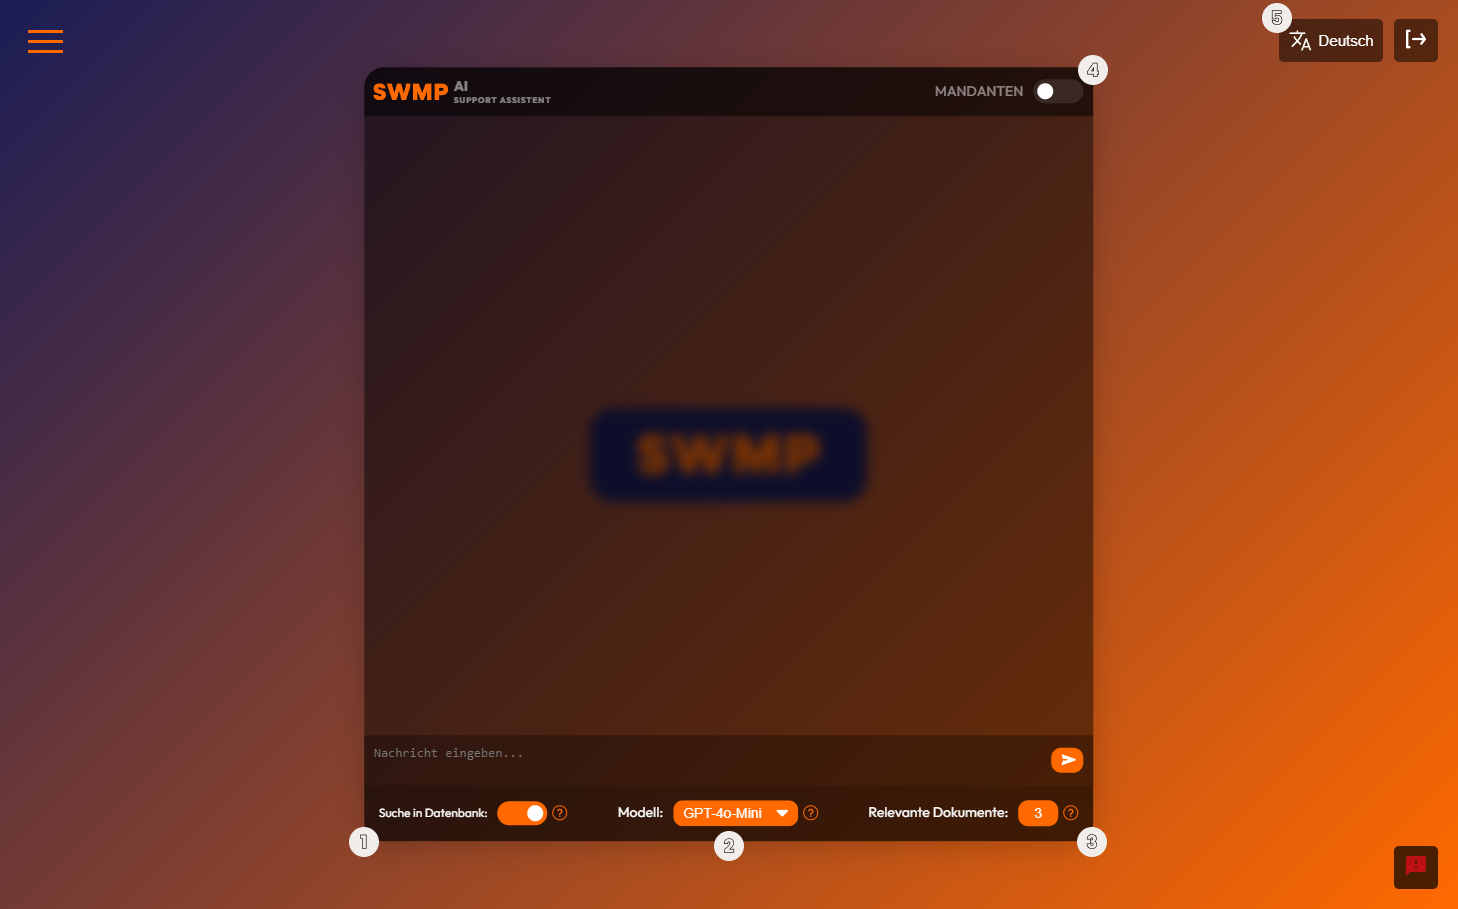 5
Deutsch
4
SWMP AI
SUPPORT ASSISTENT
MANDANTEN
SWMP
Nachricht eingeben...
Suche in Datenbank: ?
Modell: GPT-4o-Mini ?
Relevante Dokumente: 3 ?
1
2
3